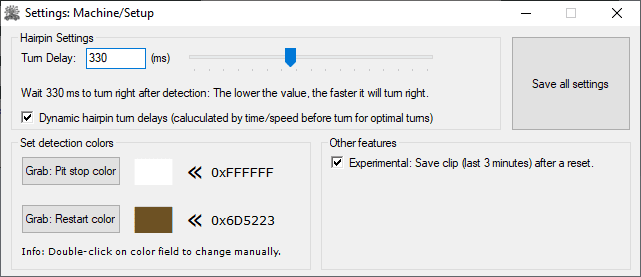 Settings: Machine/Setup
Hairpin Settings
Turn Delay: 330 (ms)
Wait 330 ms to turn right after detection: The lower the value, the faster it will turn right.
Dynamic hairpin turn delays (caluculated by time/speed before turn for optimal turns)
Save all settings
Set detection colors
Grab: Pit stop color « 0xFFFFFF
Grab: Restart color « 0x6D5223
Info: Double-click on color field to change manually.
Other features
Experimental: Save clip (last 3 minutes) after a reset.